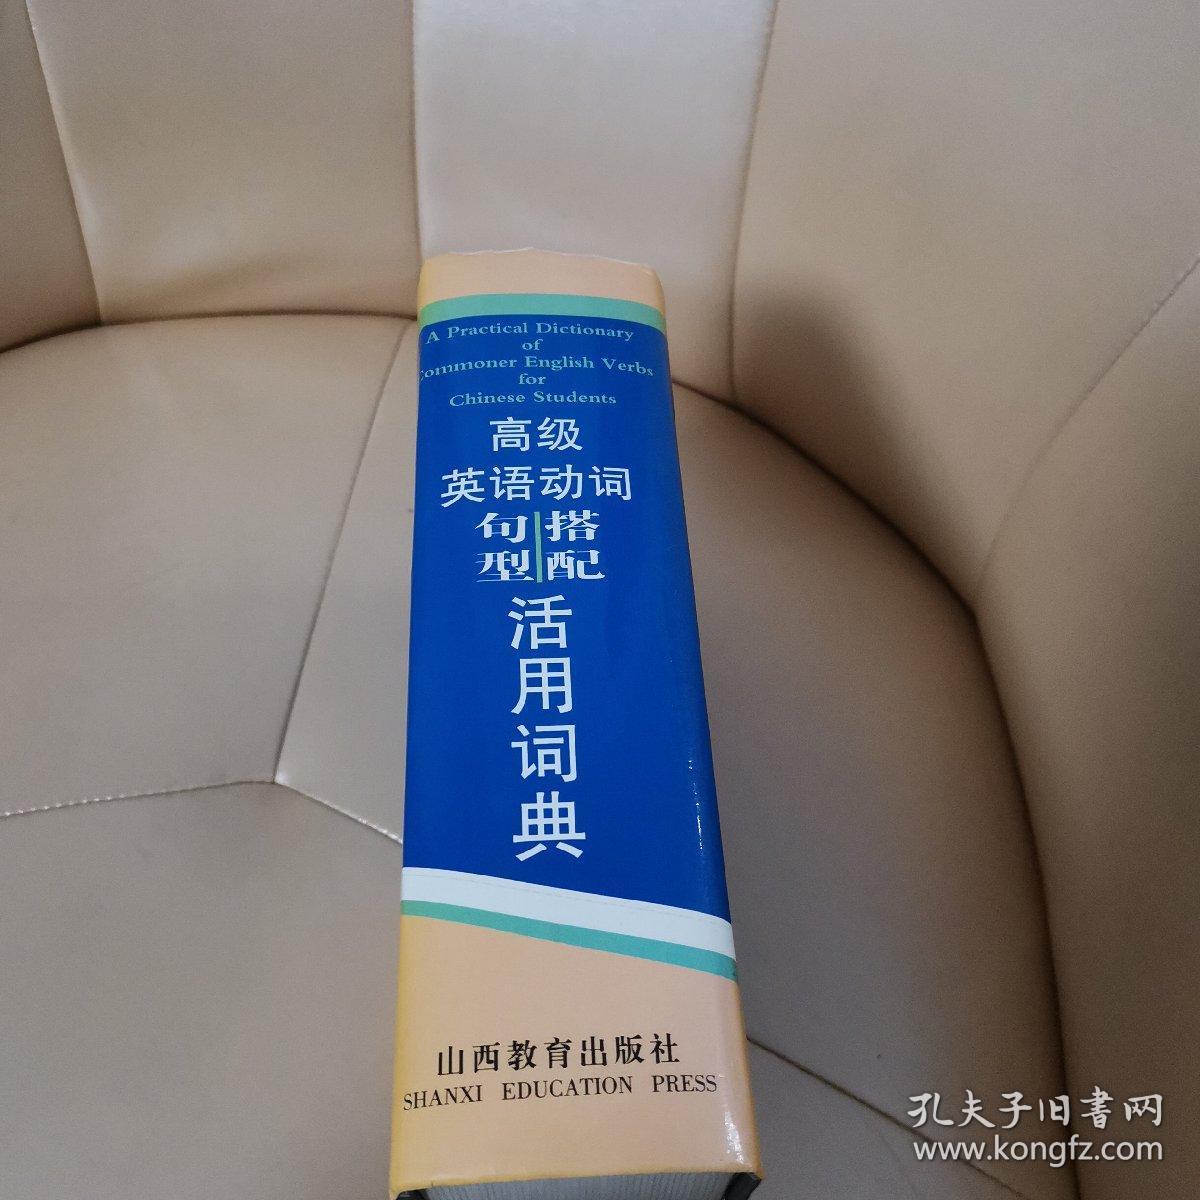 A Practical Dictionary
of
Commoner English Verbs
for
Chinese Students
高级
英语动词
句型
搭配
活用词典
山西教育出版社
SHANXI EDUCATION PRESS
孔夫子旧書网
www.kongfz.com